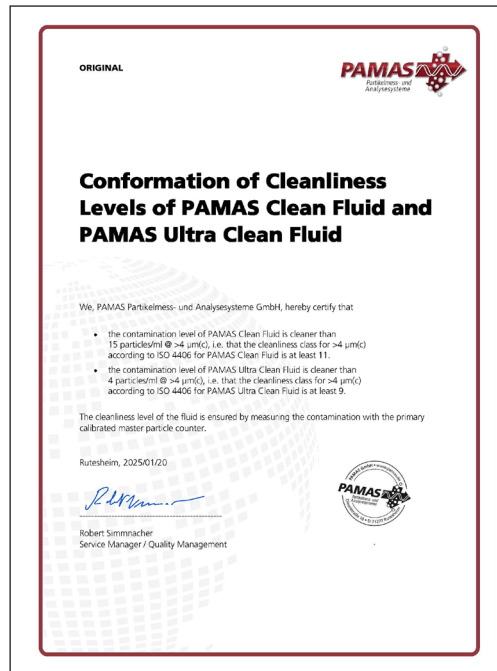 ORIGINAL
PAMAS
Partikelmess- und
Analysesysteme
Conformation of Cleanliness
Levels of PAMAS Clean Fluid and
PAMAS Ultra Clean Fluid
We, PAMAS Partikelmess- und Analysesysteme GmbH, hereby certify that
• the contamination level of PAMAS Clean Fluid is cleaner than
15 particles/ml @ >4 µm(c), i.e. that the cleanliness class for >4 µm(c)
according to ISO 4406 for PAMAS Clean Fluid is at least 11.
• the contamination level of PAMAS Ultra Clean Fluid is cleaner than
4 particles/ml @ >4 µm(c), i.e. that the cleanliness class for >4 µm(c)
according to ISO 4406 for PAMAS Ultra Clean Fluid is at least 9.
The cleanliness level of the fluid is ensured by measuring the contamination with the primary
calibrated master particle counter.
Rutesheim, 2025/01/20
PAMAS
Robert Simmnacher
Service Manager / Quality Management